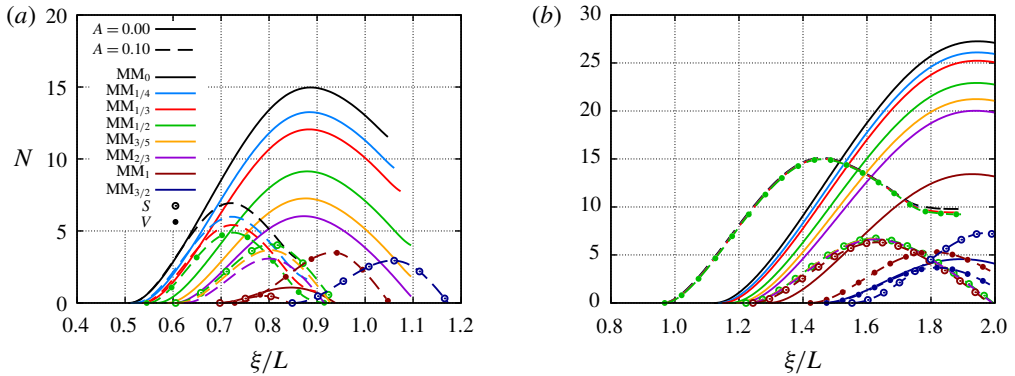 (a)
N
15
10
5
0
0.4 0.5 0.6 0.7 0.8 0.9 1.0 1.1 1.2
ξ/L
A = 0.00
A = 0.10
MM0
MM1/4
MM1/3
MM1/2
MM3/5
MM2/3
MM1
MM3/2
S
V
(b)
30
25
20
15
10
5
0
0.8 1.0 1.2 1.4 1.6 1.8 2.0
ξ/L